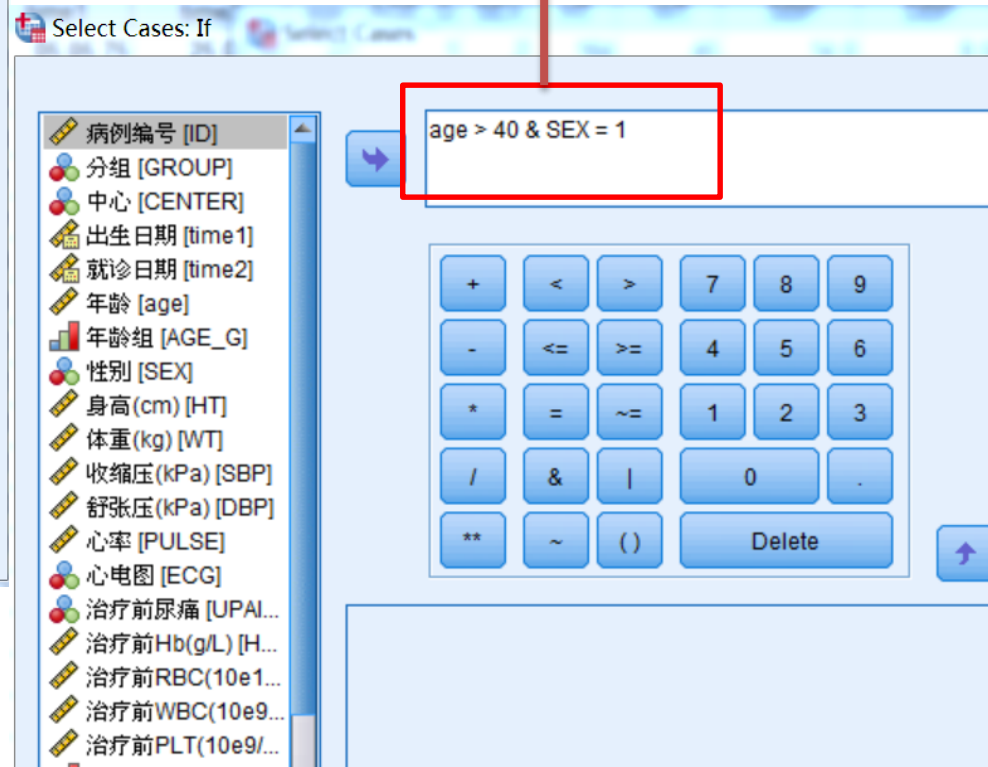 Select Cases: If
Select Cases
病例编号 [ID]
分组 [GROUP]
中心 [CENTER]
出生日期 [time1]
就诊日期 [time2]
年龄 [age]
年龄组 [AGE_G]
性别 [SEX]
身高(cm) [HT]
体重(kg) [WT]
收缩压(kPa) [SBP]
舒张压(kPa) [DBP]
心率 [PULSE]
心电图 [ECG]
治疗前尿痛 [UPAI...
治疗前Hb(g/L) [H...
治疗前RBC(10e1...
治疗前WBC(10e9...
治疗前PLT(10e9/...
age > 40 & SEX = 1
+ < > 7 8 9
- <= >= 4 5 6
* = ~= 1 2 3
/ & | 0 .
** ~ ( ) Delete